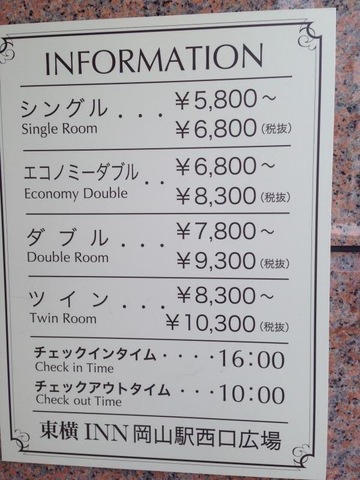 INFORMATION
シングル . . . ¥5,800～
Single Room ¥6,800(税抜)
エコノミーダブル . . ¥6,800～
Economy Double ¥8,300(税抜)
ダブル . . . ¥7,800～
Double Room ¥9,300(税抜)
ツイン . . . ¥8,300～
Twin Room ¥10,300(税抜)
チェックインタイム ・・・・ 16:00
Check in Time
チェックアウトタイム ・・・ 10:00
Check out Time
東横INN岡山駅西口広場